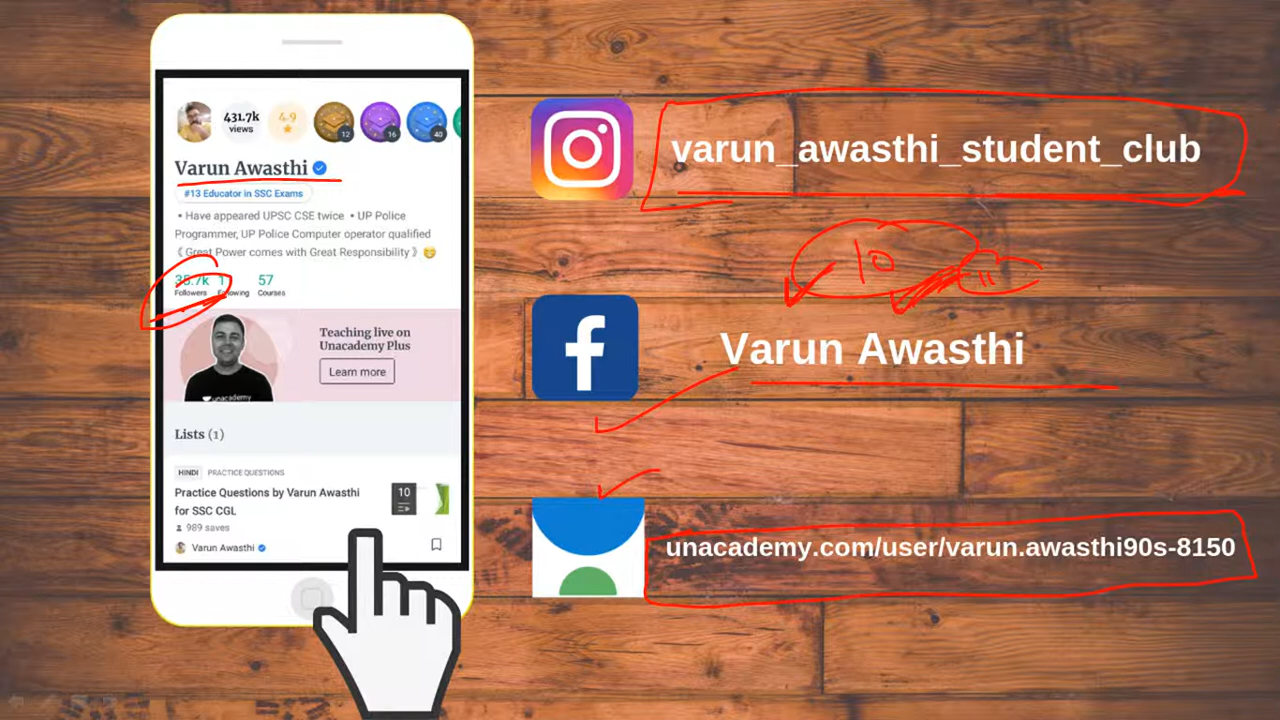 431.7k
views
4.9
12
16
40
Varun Awasthi
#13 Educator in SSC Exams
• Have appeared UPSC CSE twice • UP Police
Programmer, UP Police Computer operator qualified
《 Great Power comes with Great Responsibility 》
35.7k 1 57
Followers Following Courses
Teaching live on
Unacademy Plus
Learn more
unacademy
Lists (1)
HINDI PRACTICE QUESTIONS
Practice Questions by Varun Awasthi
for SSC CGL
10
989 saves
Varun Awasthi
varun_awasthi_student_club
10
11
Varun Awasthi
unacademy.com/user/varun.awasthi90s-8150